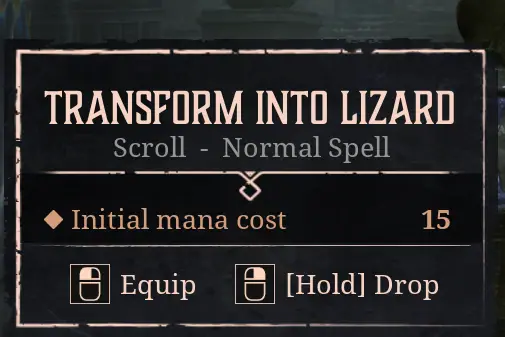 TRANSFORM INTO LIZARD
Scroll - Normal Spell
Initial mana cost 15
Equip [Hold] Drop